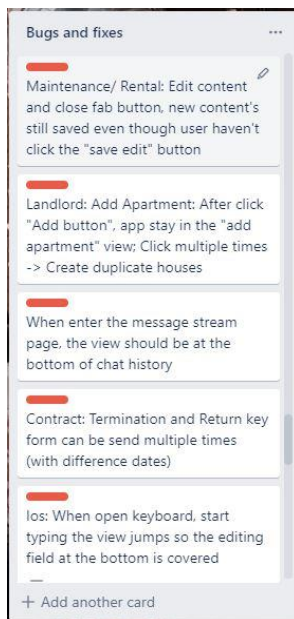 Bugs and fixes
Maintenance/ Rental: Edit content
and close fab button, new content's
still saved even though user haven't
click the "save edit" button
Landlord: Add Apartment: After click
"Add button", app stay in the "add
apartment" view; Click multiple times
-> Create duplicate houses
When enter the message stream
page, the view should be at the
bottom of chat history
Contract: Termination and Return key
form can be send multiple times
(with difference dates)
Ios: When open keyboard, start
typing the view jumps so the editing
field at the bottom is covered
+ Add another card